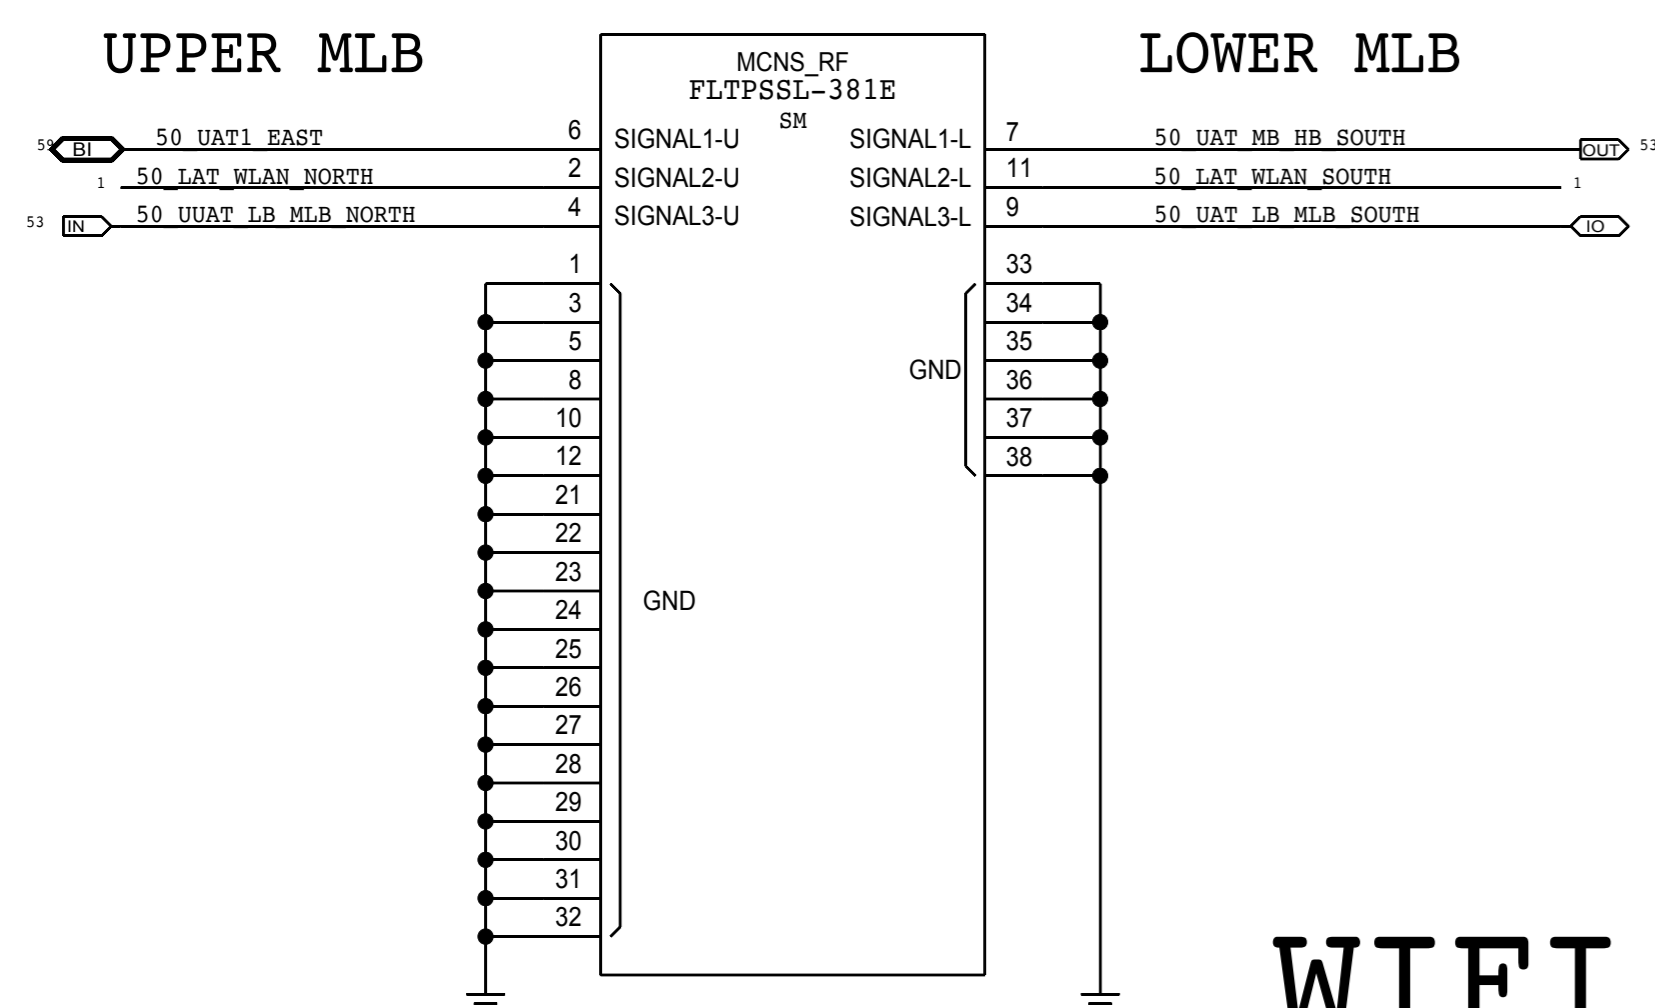 UPPER MLB
LOWER MLB
MCNS_RF
FLTPSSL-381E
SM
59 BI 50_UAT1_EAST 6 SIGNAL1-U SIGNAL1-L 7 50_UAT_MB_HB_SOUTH OUT 53
1 50_LAT_WLAN_NORTH 2 SIGNAL2-U SIGNAL2-L 11 50_LAT_WLAN_SOUTH 1
53 IN 50_UUAT_LB_MLB_NORTH 4 SIGNAL3-U SIGNAL3-L 9 50_UAT_LB_MLB_SOUTH IO
1 33
3 34
5 35
GND
8 36
10 37
12 38
21
22
23
GND
24
25
26
27
28
29
30
31
32
WIFI